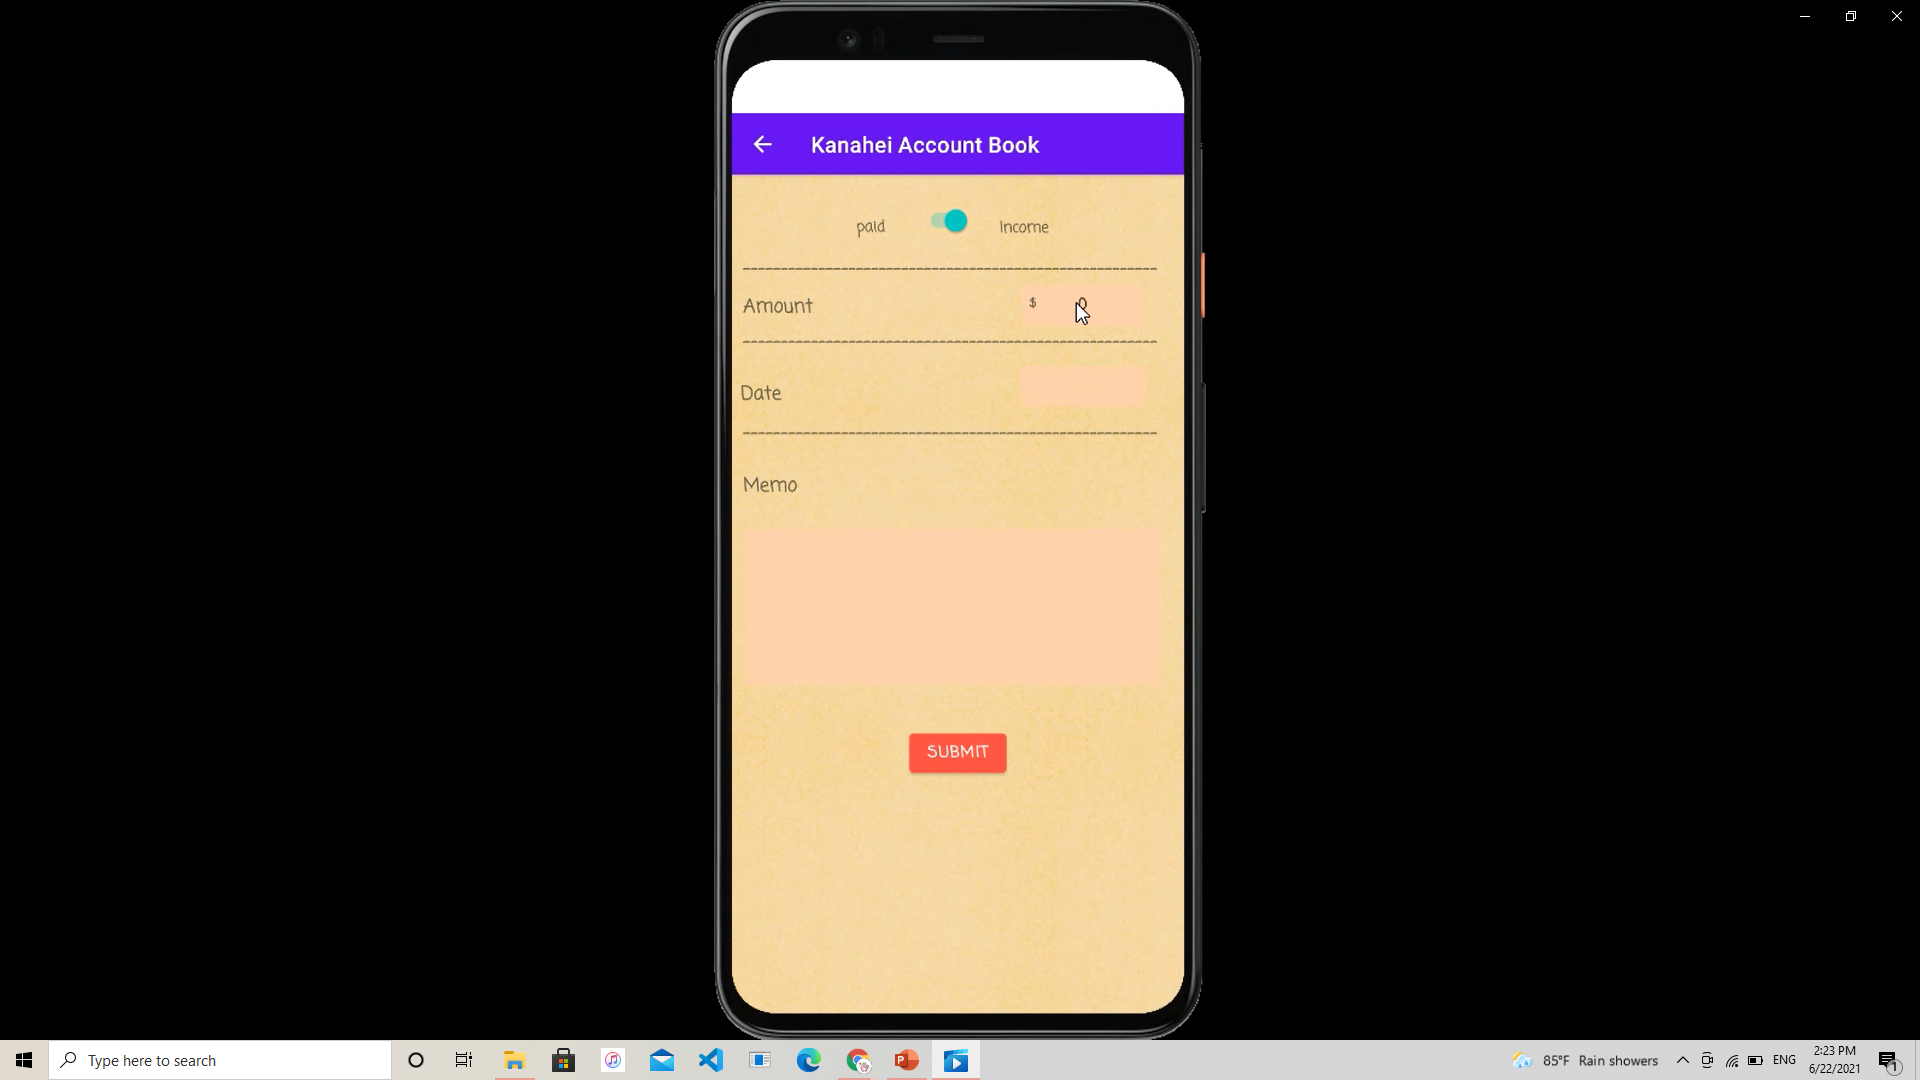 Kanahei Account Book
paid Income
Amount $ 0
Date
Memo
SUBMIT
Type here to search
85°F Rain showers
ENG
2:23 PM
6/22/2021
1